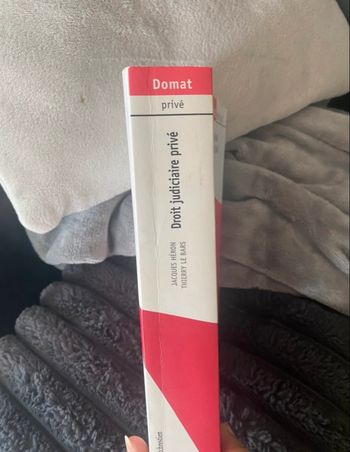 Domat
privé
Droit judiciaire privé
JACQUES HÉRON
THIERRY LE BARS